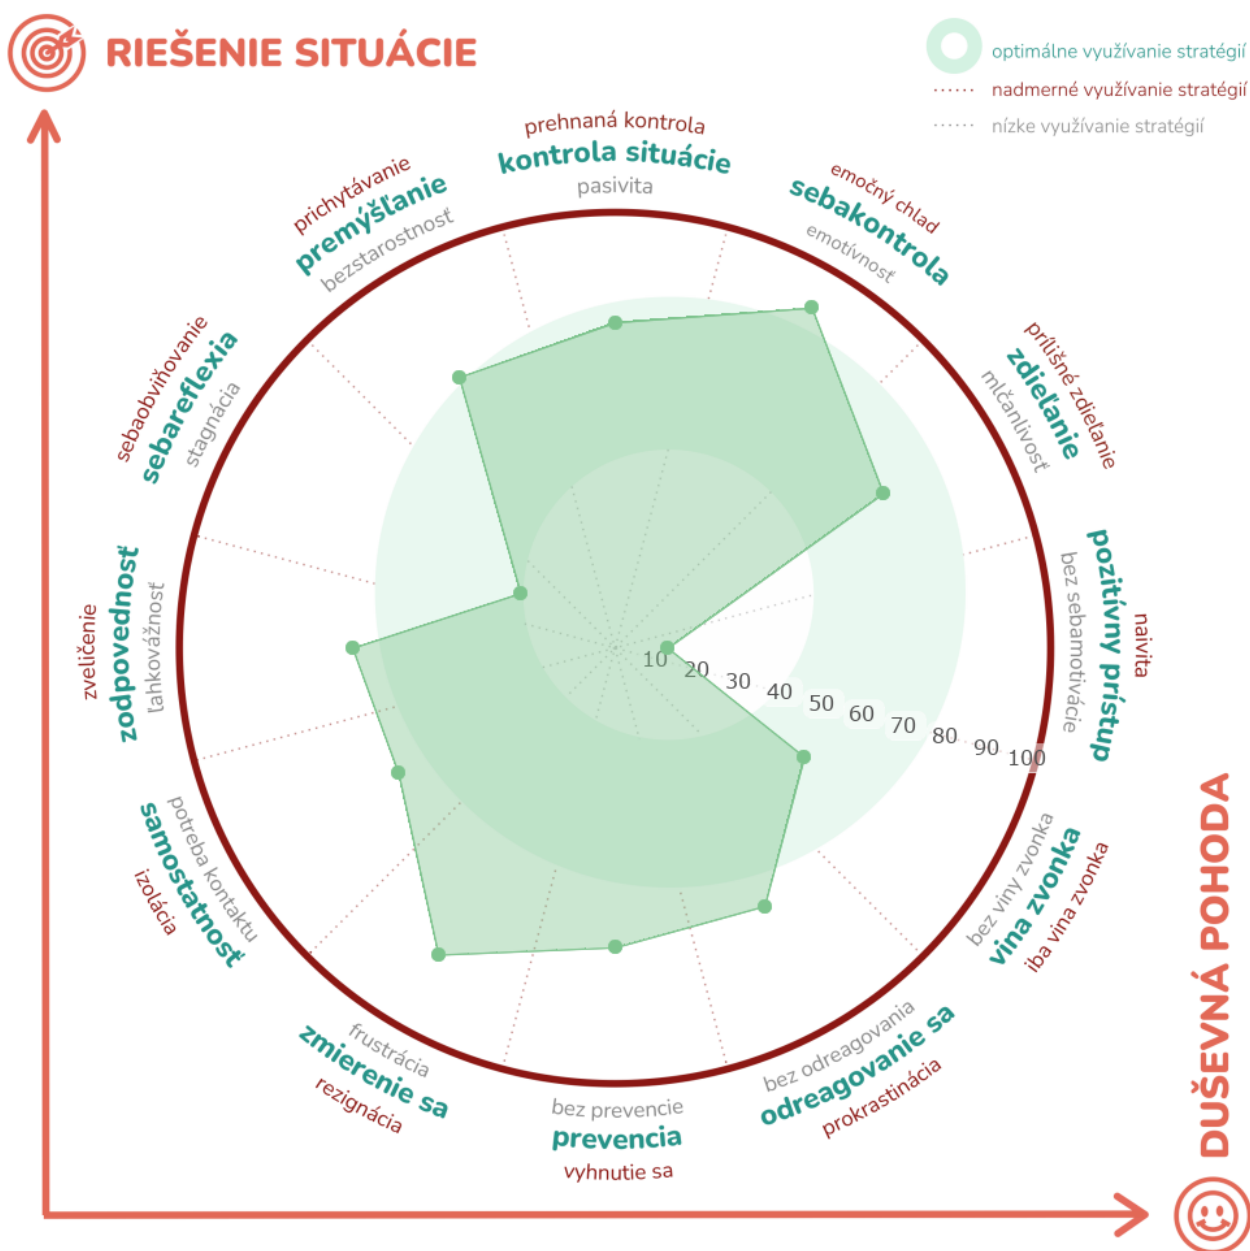 RIEŠENIE SITUÁCIE
optimálne využívanie stratégií
nadmerné využívanie stratégií
nízke využívanie stratégií
prehnaná kontrola
kontrola situácie
pasivita
emočný chlad
sebakontrola
emotívnosť
prílišné zdieľanie
zdieľanie
mlčanlivosť
naivita
pozitívny prístup
bez sebamotivácie
bez viny zvonka
vina zvonka
iba vina zvonka
bez odreagovania
odreagovanie sa
prokrastinácia
bez prevencie
prevencia
vyhnutie sa
frustrácia
zmierenie sa
rezignácia
potreba kontaktu
samostatnosť
izolácia
zveličenie
zodpovednosť
ľahkovážnosť
sebaobviňovanie
sebareflexia
stagnácia
prichytávanie
premýšľanie
bezstarostnosť
10
20
30
40
50
60
70
80
90
100
DUŠEVNÁ POHODA